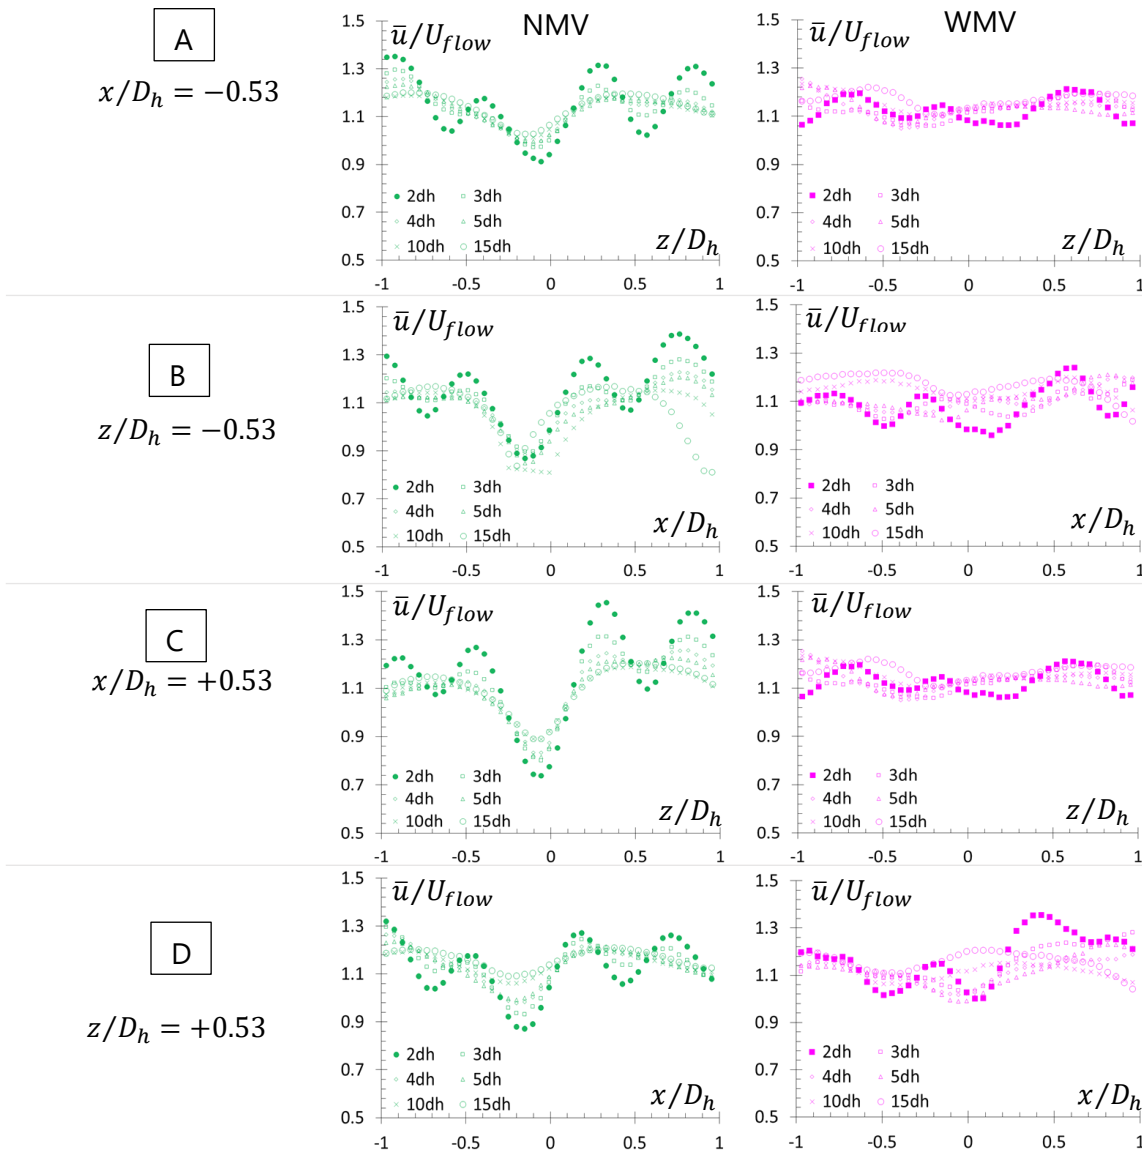 NMV
WMV
A
x/D_h = −0.53
u̅/U_flow
1.5
1.3
1.1
0.9
0.7
0.5
2dh 3dh
4dh 5dh
10dh 15dh
z/D_h
-1 -0.5 0 0.5 1
u̅/U_flow
1.5
1.3
1.1
0.9
0.7
0.5
2dh 3dh
4dh 5dh
10dh 15dh
z/D_h
-1 -0.5 0 0.5 1
B
z/D_h = −0.53
u̅/U_flow
1.5
1.3
1.1
0.9
0.7
0.5
2dh 3dh
4dh 5dh
10dh 15dh
x/D_h
-1 -0.5 0 0.5 1
u̅/U_flow
1.5
1.3
1.1
0.9
0.7
0.5
2dh 3dh
4dh 5dh
10dh 15dh
x/D_h
-1 -0.5 0 0.5 1
C
x/D_h = +0.53
u̅/U_flow
1.5
1.3
1.1
0.9
0.7
0.5
2dh 3dh
4dh 5dh
10dh 15dh
z/D_h
-1 -0.5 0 0.5 1
u̅/U_flow
1.5
1.3
1.1
0.9
0.7
0.5
2dh 3dh
4dh 5dh
10dh 15dh
z/D_h
-1 -0.5 0 0.5 1
D
z/D_h = +0.53
u̅/U_flow
1.5
1.3
1.1
0.9
0.7
0.5
2dh 3dh
4dh 5dh
10dh 15dh
x/D_h
-1 -0.5 0 0.5 1
u̅/U_flow
1.5
1.3
1.1
0.9
0.7
0.5
2dh 3dh
4dh 5dh
10dh 15dh
x/D_h
-1 -0.5 0 0.5 1